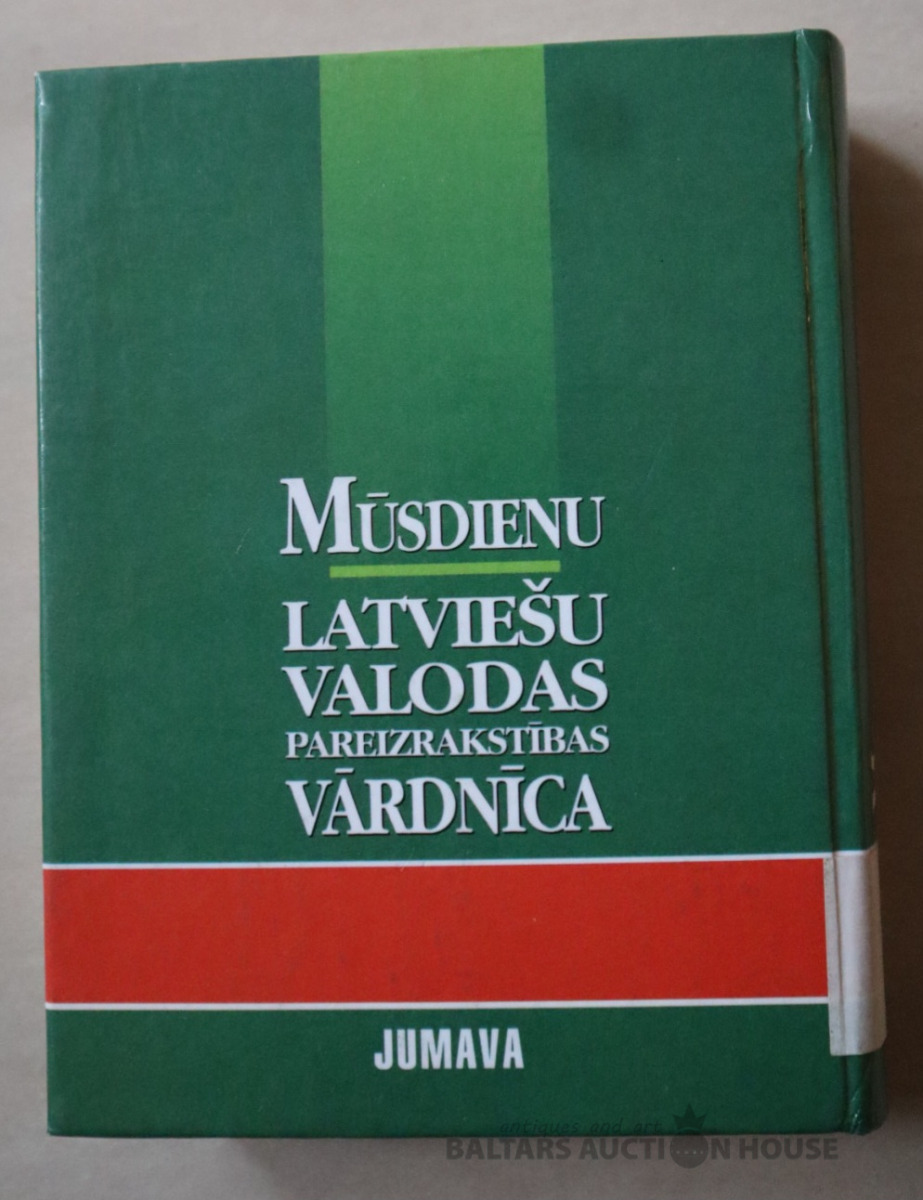 MŪSDIENU
LATVIEŠU
VALODAS
PAREIZRAKSTĪBAS
VĀRDNĪCA
JUMAVA
antiques and art
BALTARS AUCTION HOUSE